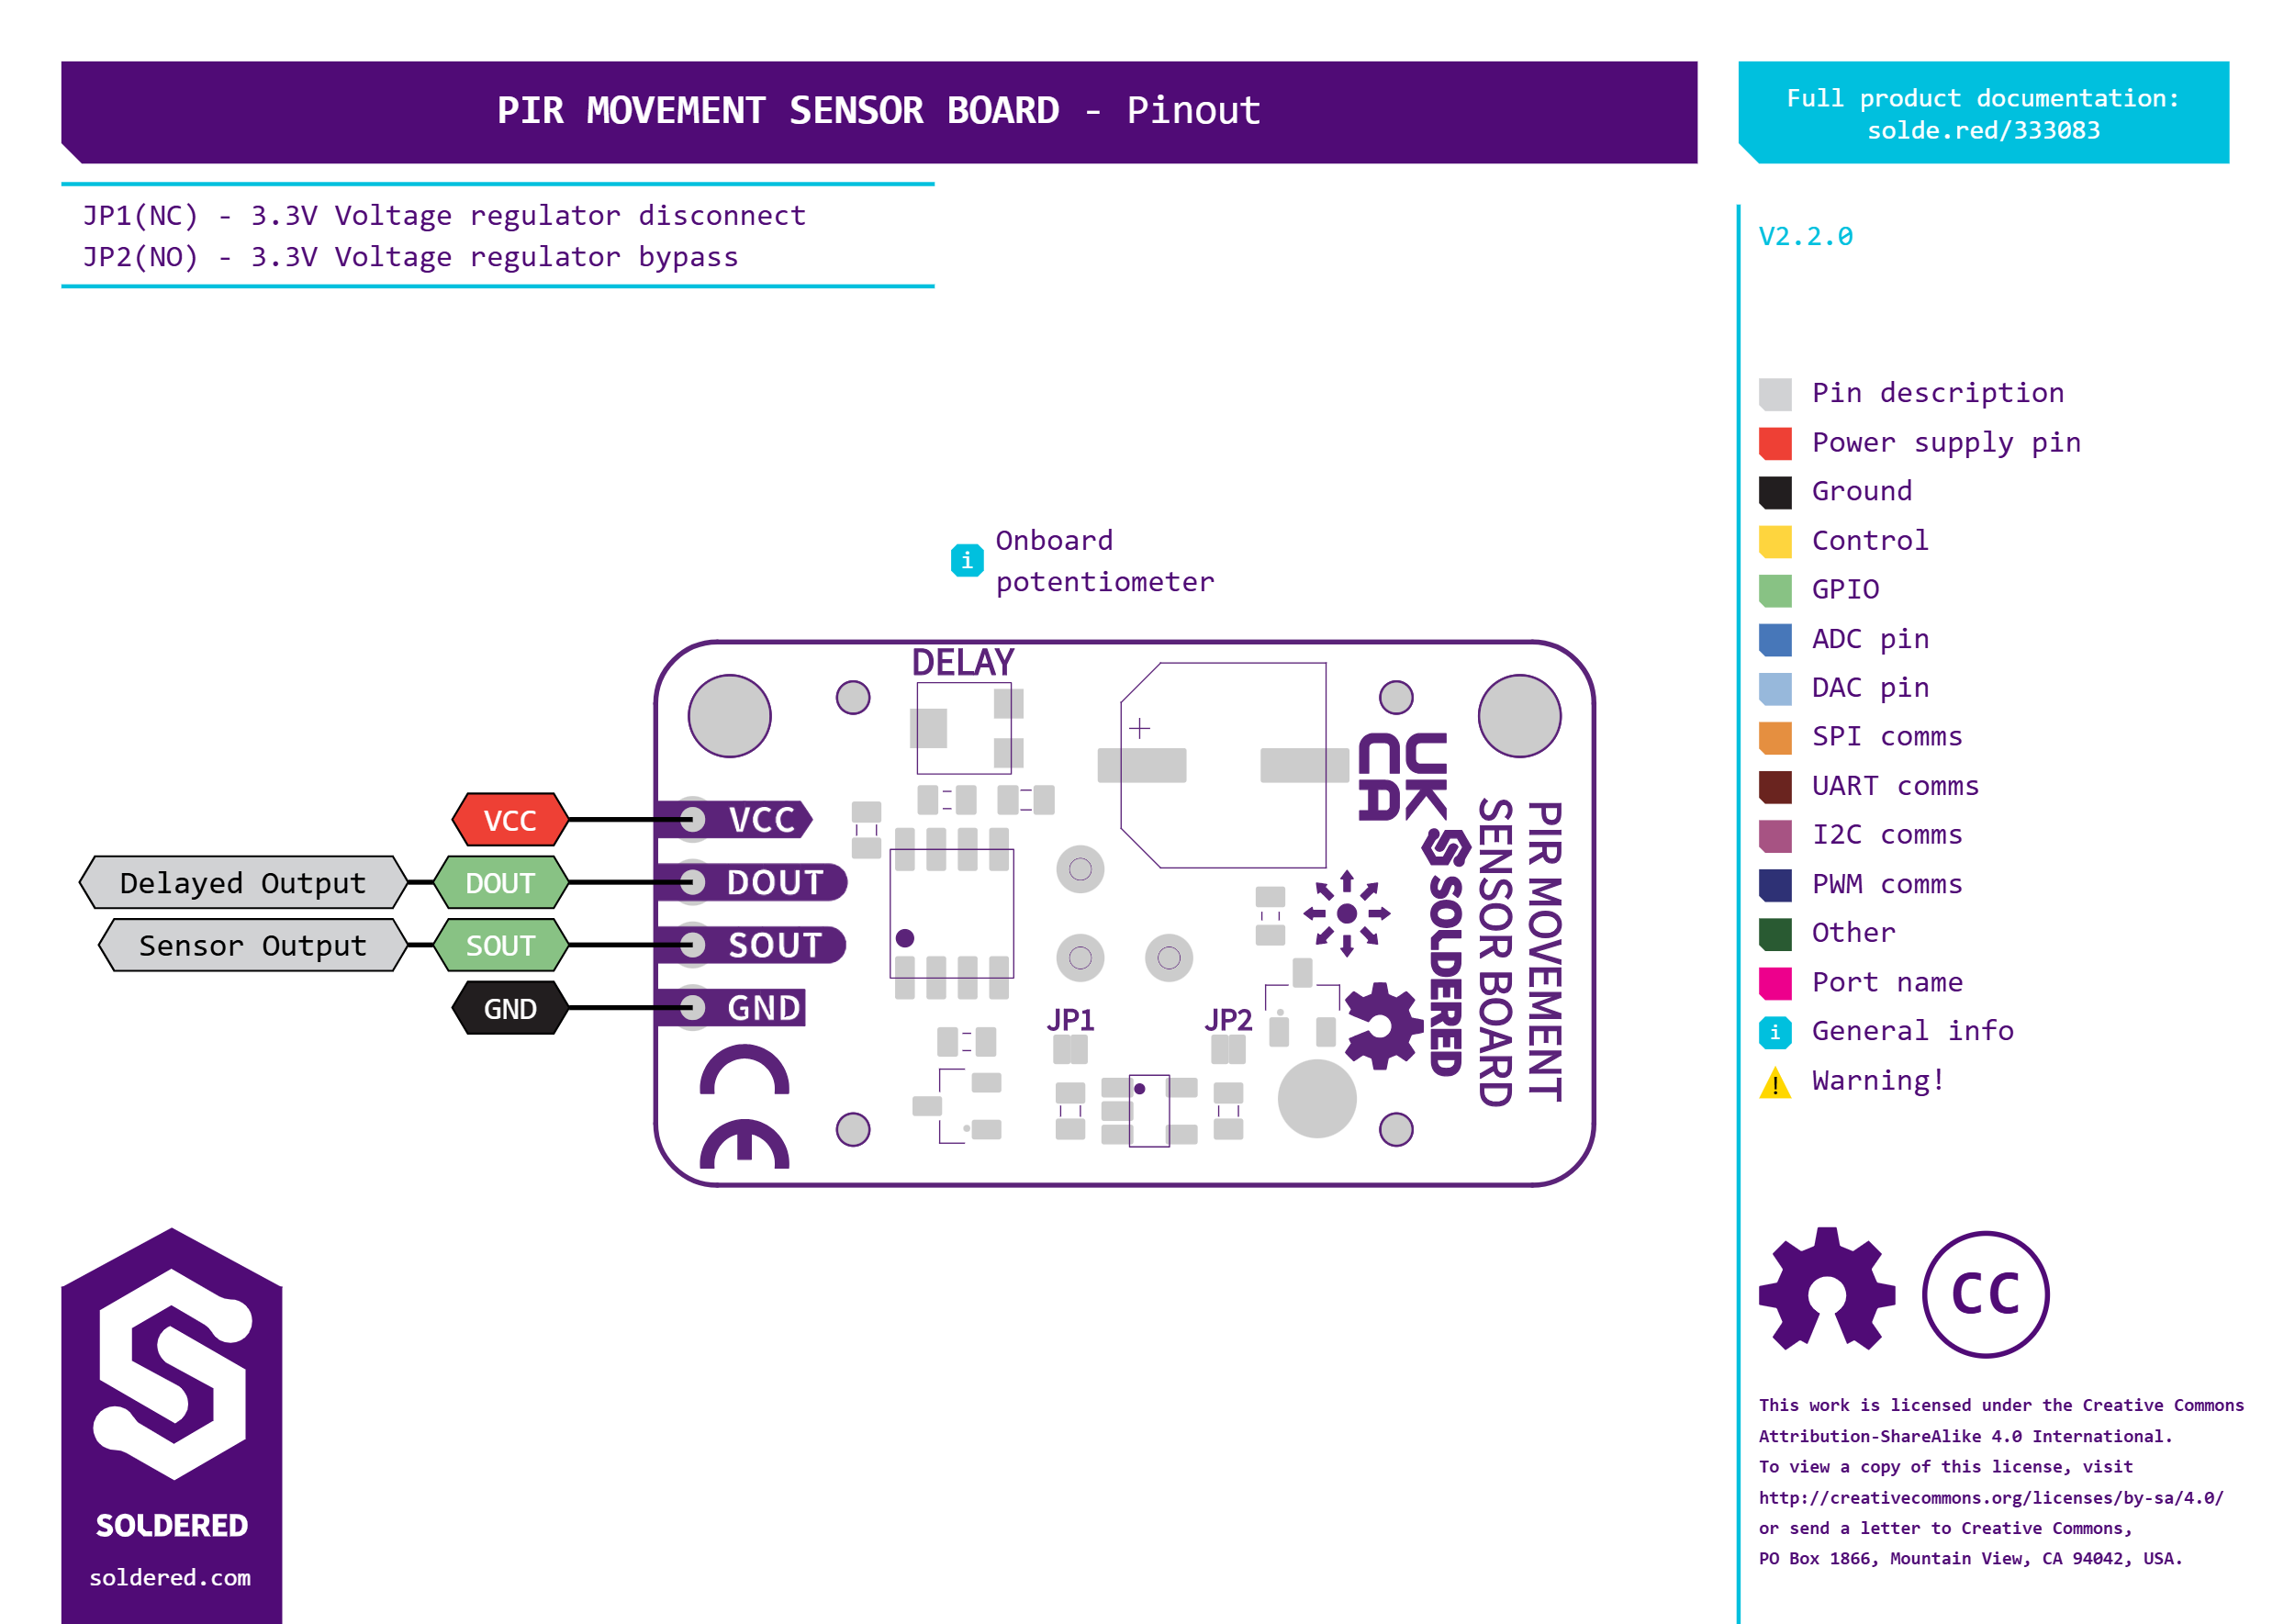 PIR MOVEMENT SENSOR BOARD - Pinout
Full product documentation:
solde.red/333083
JP1(NC) - 3.3V Voltage regulator disconnect
JP2(NO) - 3.3V Voltage regulator bypass
V2.2.0
Pin description
Power supply pin
Ground
Control
GPIO
ADC pin
DAC pin
SPI comms
UART comms
I2C comms
PWM comms
Other
Port name
i General info
! Warning!
i Onboard
potentiometer
DELAY
VCC
VCC
Delayed Output
DOUT
DOUT
Sensor Output
SOUT
SOUT
GND
GND
JP1
JP2
UK
CA
SOLDERED
PIR MOVEMENT
SENSOR BOARD
CE
SOLDERED
soldered.com
CC
This work is licensed under the Creative Commons
Attribution-ShareAlike 4.0 International.
To view a copy of this license, visit
http://creativecommons.org/licenses/by-sa/4.0/
or send a letter to Creative Commons,
PO Box 1866, Mountain View, CA 94042, USA.